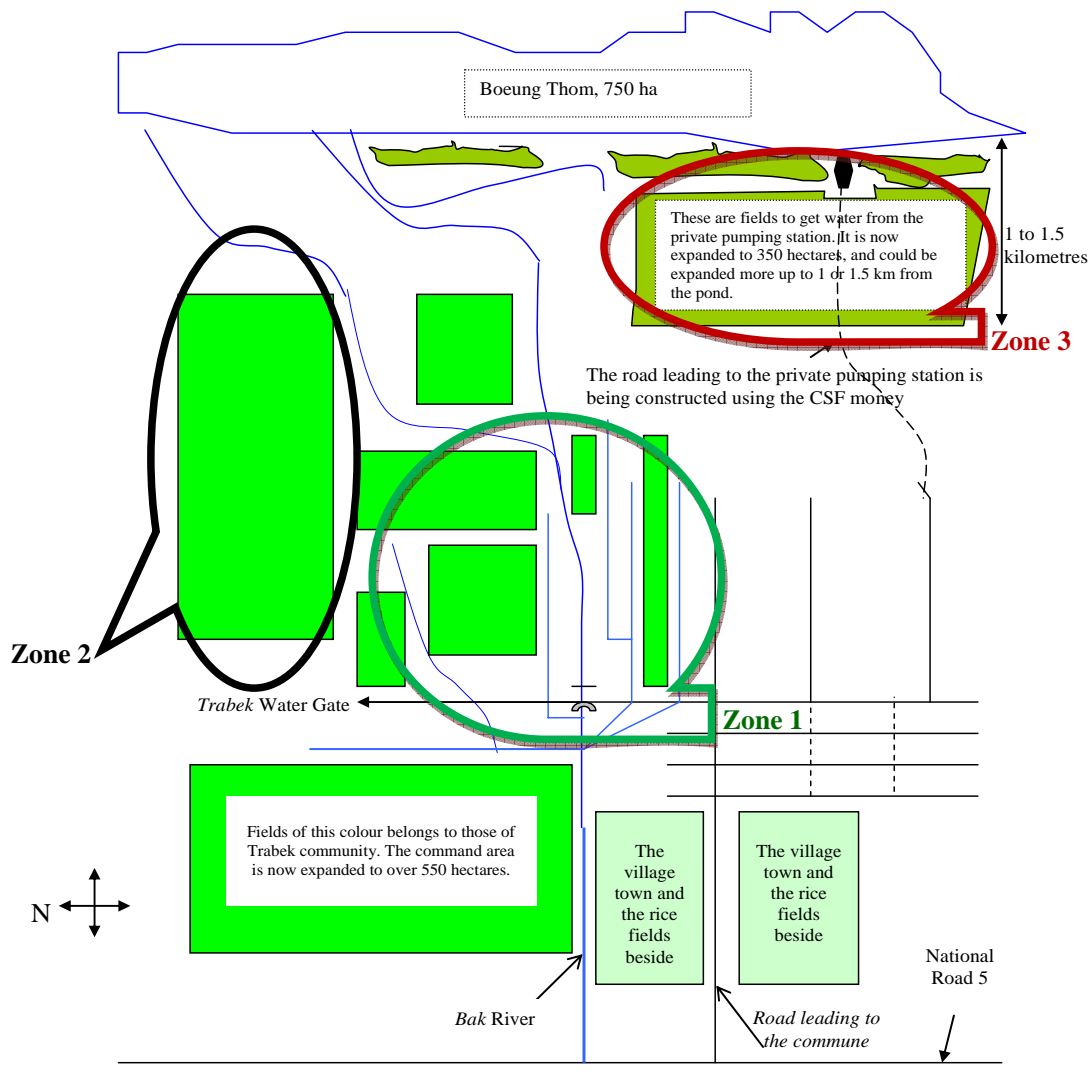 Boeung Thom, 750 ha
These are fields to get water from the
private pumping station. It is now
expanded to 350 hectares, and could be
expanded more up to 1 or 1.5 km from
the pond.
1 to 1.5
kilometres
Zone 3
The road leading to the private pumping station is
being constructed using the CSF money
Zone 2
Trabek Water Gate
Zone 1
Fields of this colour belongs to those of
Trabek community. The command area
is now expanded to over 550 hectares.
The
village
town and
the rice
fields
beside
The village
town and
the rice
fields
beside
N
National
Road 5
Bak River
Road leading to
the commune